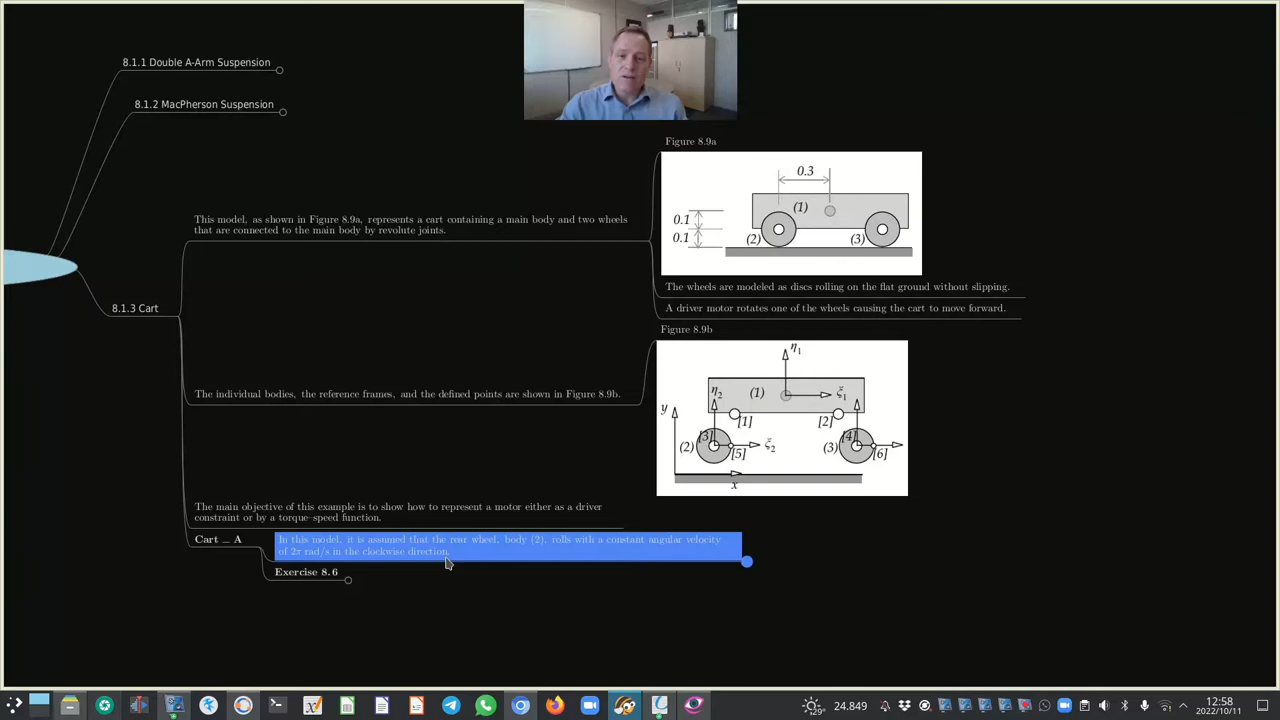 8.1.1 Double A-Arm Suspension
8.1.2 MacPherson Suspension
8.1.3 Cart
This model, as shown in Figure 8.9a, represents a cart containing a main body and two wheels
that are connected to the main body by revolute joints.
Figure 8.9a
0.3
(1)
0.1
0.1
(2)
(3)
The wheels are modeled as discs rolling on the flat ground without slipping.
A driver motor rotates one of the wheels causing the cart to move forward.
The individual bodies, the reference frames, and the defined points are shown in Figure 8.9b.
Figure 8.9b
η1
η2
(1)
ξ1
y
[1]
[2]
[3]
[4]
(2)
ξ2
(3)
[5]
[6]
x
The main objective of this example is to show how to represent a motor either as a driver
constraint or by a torque–speed function.
Cart _ A
In this model, it is assumed that the rear wheel, body (2), rolls with a constant angular velocity
of 2π rad/s in the clockwise direction.
Exercise 8.6
+29°
24.849
12:58
2022/10/11